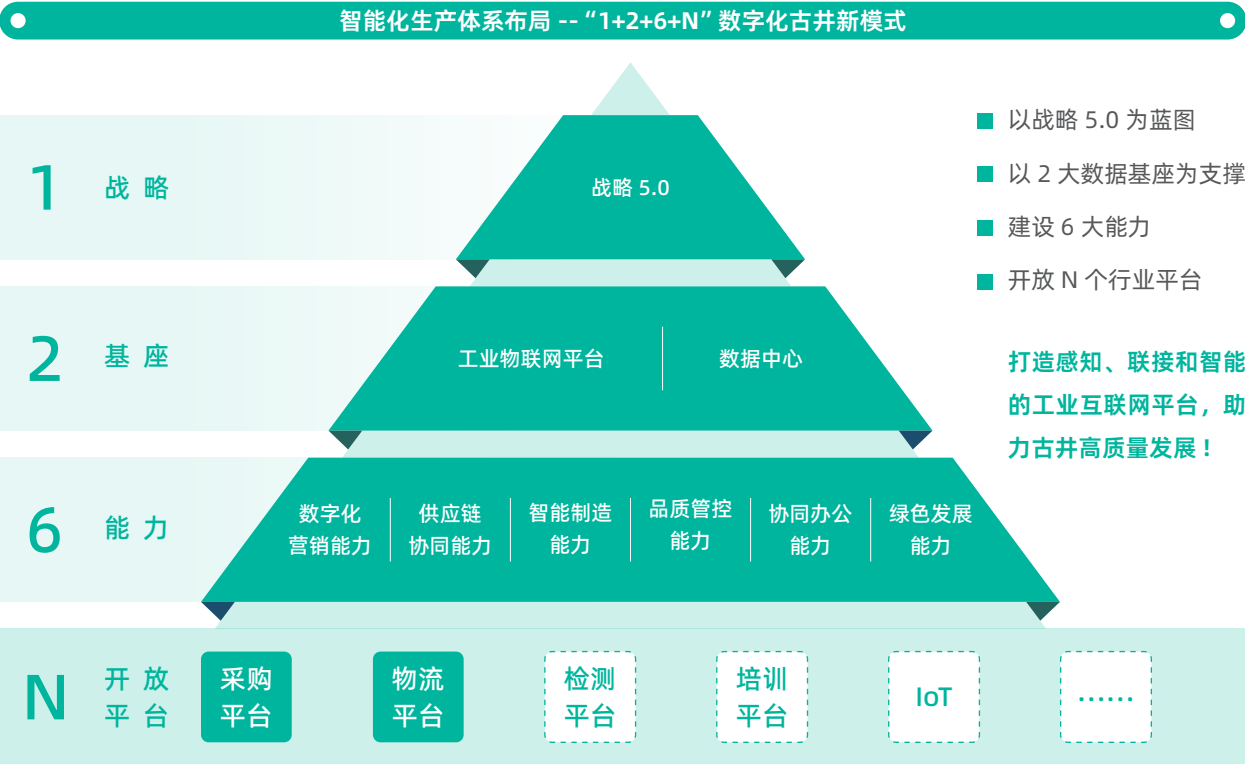 智能化生产体系布局 --“1+2+6+N”数字化古井新模式
1 战略
战略 5.0
以战略 5.0 为蓝图
以 2 大数据基座为支撑
建设 6 大能力
开放 N 个行业平台
2 基座
工业物联网平台
数据中心
打造感知、联接和智能
的工业互联网平台，助
力古井高质量发展！
6 能力
数字化
营销能力
供应链
协同能力
智能制造
能力
品质管控
能力
协同办公
能力
绿色发展
能力
N
开放
平台
采购
平台
物流
平台
检测
平台
培训
平台
IoT
……